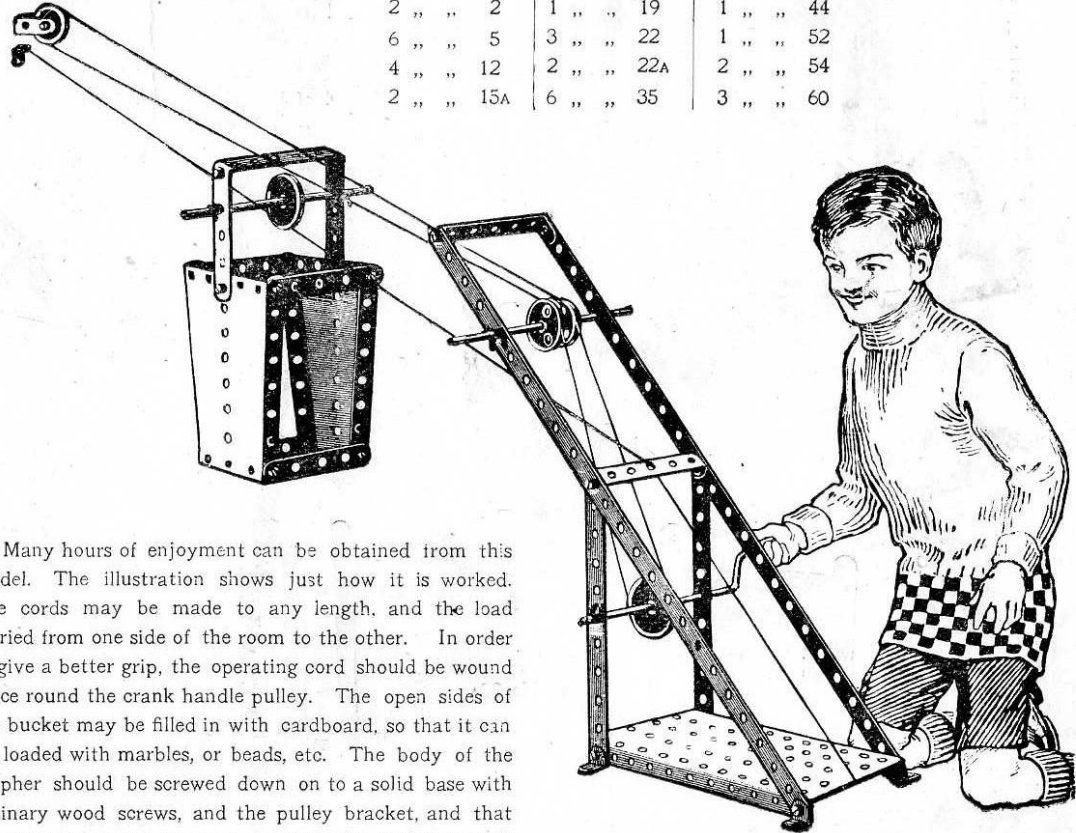 2 ,, ,, 2 1 ,, ., 19 1 ,, ,, 44
6 ,, ,, 5 3 ,, ,, 22 1 ,, ,, 52
4 ,, ,, 12 2 ,, ,, 22A 2 ,, ,, 54
2 ,, ,, 15A 6 ,, ,, 35 3 ,, ,, 60
Many hours of enjoyment can be obtained from this
del. The illustration shows just how it is worked.
e cords may be made to any length, and the load
ried from one side of the room to the other. In order
give a better grip, the operating cord should be wound
ce round the crank handle pulley. The open sides of
bucket may be filled in with cardboard, so that it can
loaded with marbles, or beads, etc. The body of the
pher should be screwed down on to a solid base with
inary wood screws, and the pulley bracket, and that